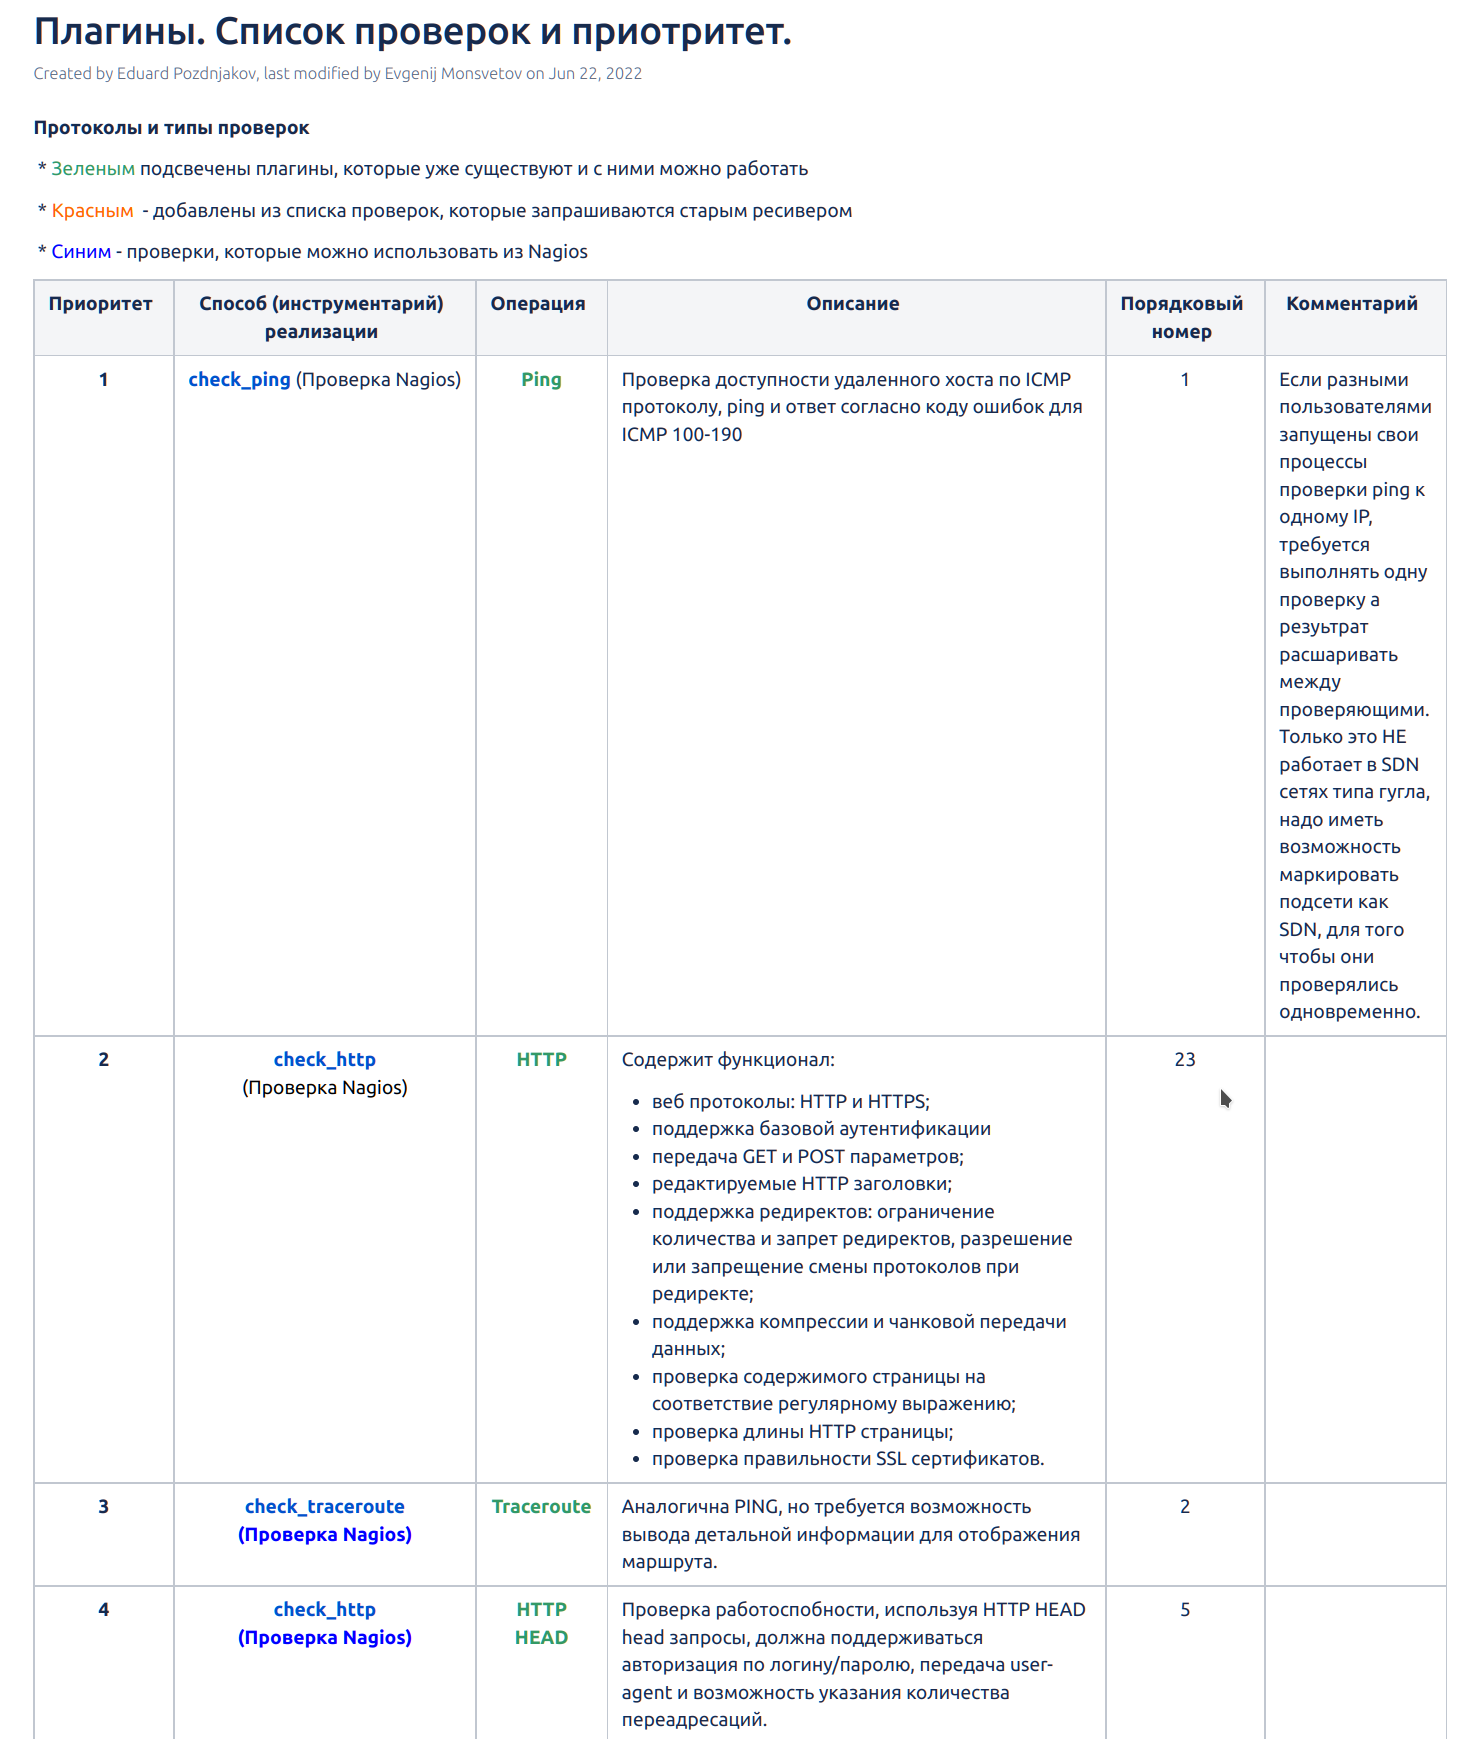 Плагины. Список проверок и приотритет.
Created by Eduard Pozdnjakov, last modified by Evgenij Monsvetov on Jun 22, 2022
Протоколы и типы проверок
* Зеленым подсвечены плагины, которые уже существуют и с ними можно работать
* Красным - добавлены из списка проверок, которые запрашиваются старым ресивером
* Синим - проверки, которые можно использовать из Nagios
Приоритет
Способ (инструментарий)
реализации
Операция
Описание
Порядковый
номер
Комментарий
1
check_ping (Проверка Nagios)
Ping
Проверка доступности удаленного хоста по ICMP
протоколу, ping и ответ согласно коду ошибок для
ICMP 100-190
1
Если разными
пользователями
запущены свои
процессы
проверки ping к
одному IP,
требуется
выполнять одну
проверку а
резуьтрат
расшаривать
между
проверяющими.
Только это НЕ
работает в SDN
сетях типа гугла,
надо иметь
возможность
маркировать
подсети как
SDN, для того
чтобы они
проверялись
одновременно.
2
check_http
(Проверка Nagios)
HTTP
Содержит функционал:
• веб протоколы: HTTP и HTTPS;
• поддержка базовой аутентификации
• передача GET и POST параметров;
• редактируемые HTTP заголовки;
• поддержка редиректов: ограничение
количества и запрет редиректов, разрешение
или запрещение смены протоколов при
редиректе;
• поддержка компрессии и чанковой передачи
данных;
• проверка содержимого страницы на
соответствие регулярному выражению;
• проверка длины HTTP страницы;
• проверка правильности SSL сертификатов.
23
3
check_traceroute
(Проверка Nagios)
Traceroute
Аналогична PING, но требуется возможность
вывода детальной информации для отображения
маршрута.
2
4
check_http
(Проверка Nagios)
HTTP
HEAD
Проверка работоспобности, используя HTTP HEAD
head запросы, должна поддерживаться
авторизация по логину/паролю, передача user-
agent и возможность указания количества
переадресаций.
5